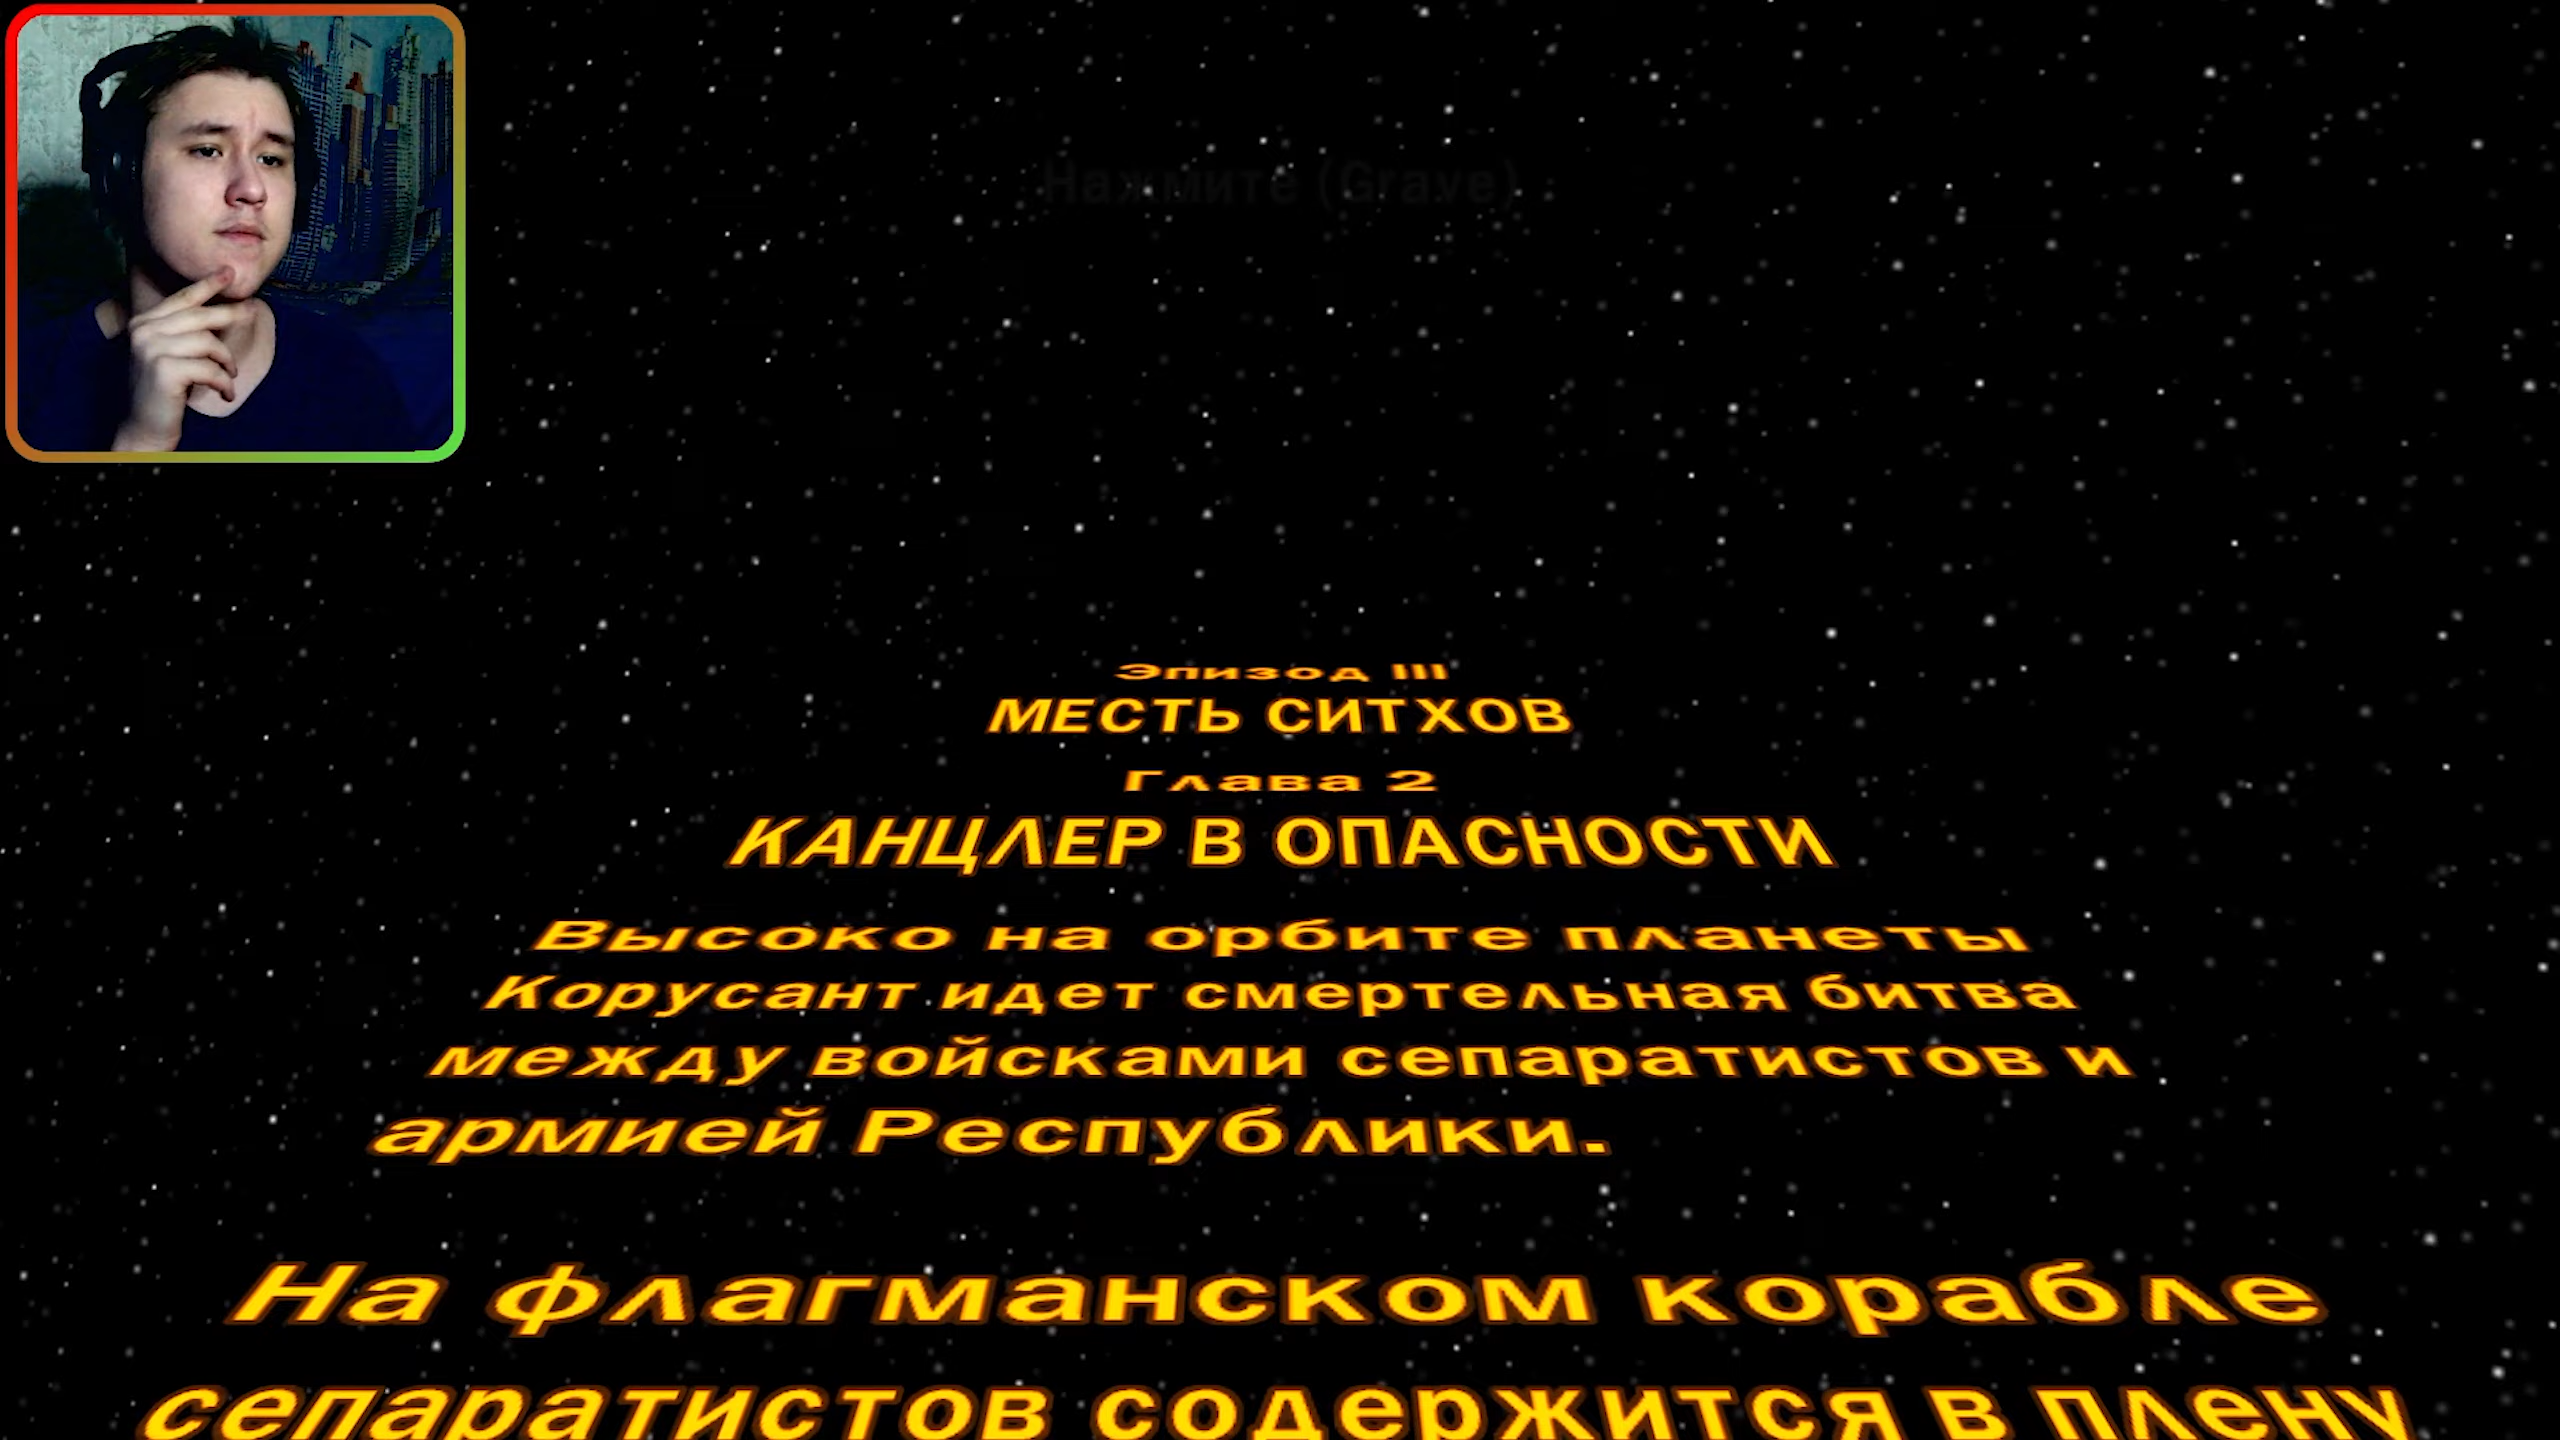 Нажмите (Grave)
Эпизод III
МЕСТЬ СИТХОВ
Глава 2
КАНЦЛЕР В ОПАСНОСТИ
Высоко на орбите планеты
Корусант идет смертельная битва
между войсками сепаратистов и
армией Республики.
На флагманском корабле
сепаратистов содержится в плену